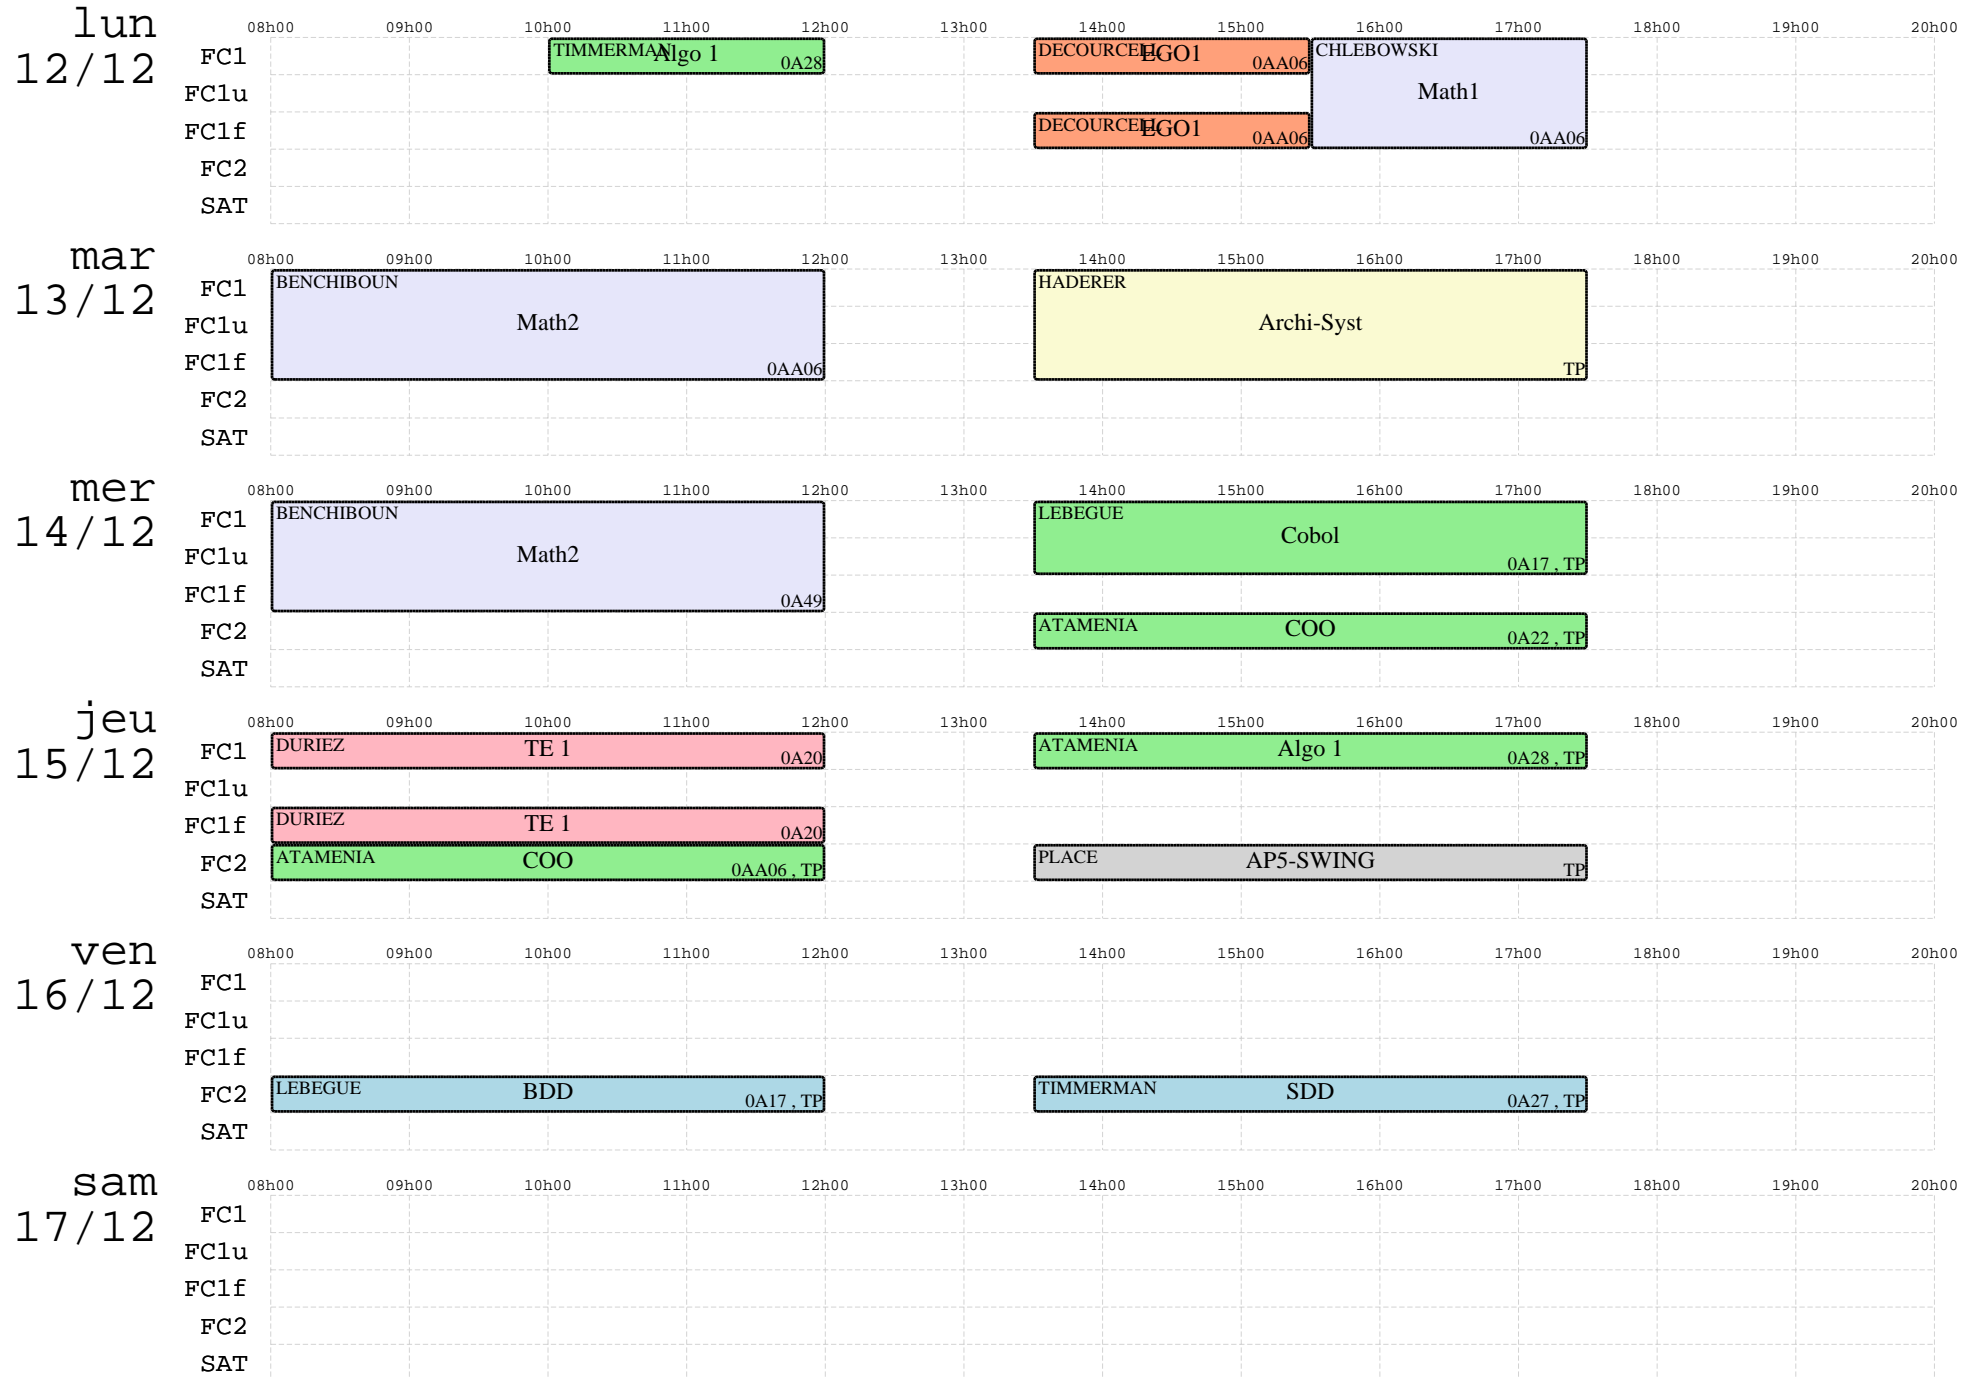 lun
12/12
08h00 09h00 10h00 11h00 12h00 13h00 14h00 15h00 16h00 17h00 18h00 19h00 20h00
FC1 TIMMERMAN Algo 1 0A28 DECOURCELL EGO1 0AA06 CHLEBOWSKI
FC1u Math1
FC1f DECOURCELL EGO1 0AA06 0AA06
FC2
SAT
mar
13/12
08h00 09h00 10h00 11h00 12h00 13h00 14h00 15h00 16h00 17h00 18h00 19h00 20h00
FC1 BENCHIBOUN HADERER
FC1u Math2 Archi-Syst
FC1f 0AA06 TP
FC2
SAT
mer
14/12
08h00 09h00 10h00 11h00 12h00 13h00 14h00 15h00 16h00 17h00 18h00 19h00 20h00
FC1 BENCHIBOUN LEBEGUE Cobol
FC1u Math2 0A17 , TP
FC1f 0A49
FC2 ATAMENIA COO 0A22 , TP
SAT
jeu
15/12
08h00 09h00 10h00 11h00 12h00 13h00 14h00 15h00 16h00 17h00 18h00 19h00 20h00
FC1 DURIEZ TE 1 0A20 ATAMENIA Algo 1 0A28 , TP
FC1u
FC1f DURIEZ TE 1 0A20
FC2 ATAMENIA COO 0AA06 , TP PLACE AP5-SWING TP
SAT
ven
16/12
08h00 09h00 10h00 11h00 12h00 13h00 14h00 15h00 16h00 17h00 18h00 19h00 20h00
FC1
FC1u
FC1f
FC2 LEBEGUE BDD 0A17 , TP TIMMERMAN SDD 0A27 , TP
SAT
sam
17/12
08h00 09h00 10h00 11h00 12h00 13h00 14h00 15h00 16h00 17h00 18h00 19h00 20h00
FC1
FC1u
FC1f
FC2
SAT